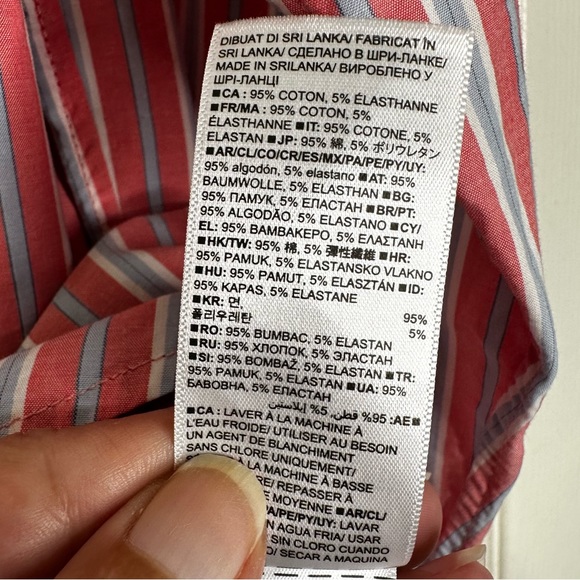 DIBUAT DI SRI LANKA/ FABRICAT ÎN
SRI LANKA/ СДЕЛАНО В ШРИ-ЛАНКЕ/
MADE IN SRILANKA/ ВИРОБЛЕНО У
ШРІ-ЛАНЦІ
■CA : 95% COTON, 5% ÉLASTHANNE
■FR/MA : 95% COTON, 5%
ÉLASTHANNE ■IT: 95% COTONE, 5%
ELASTAN ■JP: 95% 綿, 5% ポリウレタン
■AR/CL/CO/CR/ES/MX/PA/PE/PY/UY:
95% algodón, 5% elastano ■AT: 95%
BAUMWOLLE, 5% ELASTHAN ■BG:
95% ПАМУК, 5% ЕЛАСТАН ■BR/PT:
95% ALGODÃO, 5% ELASTANO ■CY/
EL: 95% ΒΑΜΒΑΚΕΡΟ, 5% ΕΛΑΣΤΑΝΗ
■HK/TW: 95% 棉, 5% 彈性纖維 ■HR:
95% PAMUK, 5% ELASTANSKO VLAKNO
■HU: 95% PAMUT, 5% ELASZTÁN ■ID:
95% KAPAS, 5% ELASTANE
■KR: 면, 95%
폴리우레탄 5%
■RO: 95% BUMBAC, 5% ELASTAN
■RU: 95% ХЛОПОК, 5% ЭЛАСТАН
■SI: 95% BOMBAŽ, 5% ELASTAN ■TR:
95% PAMUK, 5% ELASTAN ■UA: 95%
БАВОВНА, 5% ЕЛАСТАН
■AE: 95% قطن, 5% إيلاستين
■CA : LAVER À LA MACHINE À
L'EAU FROIDE/ UTILISER AU BESOIN
UN AGENT DE BLANCHIMENT
SANS CHLORE UNIQUEMENT/
À LA MACHINE À BASSE
REPASSER À
MOYENNE ■AR/CL/
PA/PE/PY/UY: LAVAR
EN AGUA FRIA/ USAR
SIN CLORO CUANDO
SECAR A MAQUINA